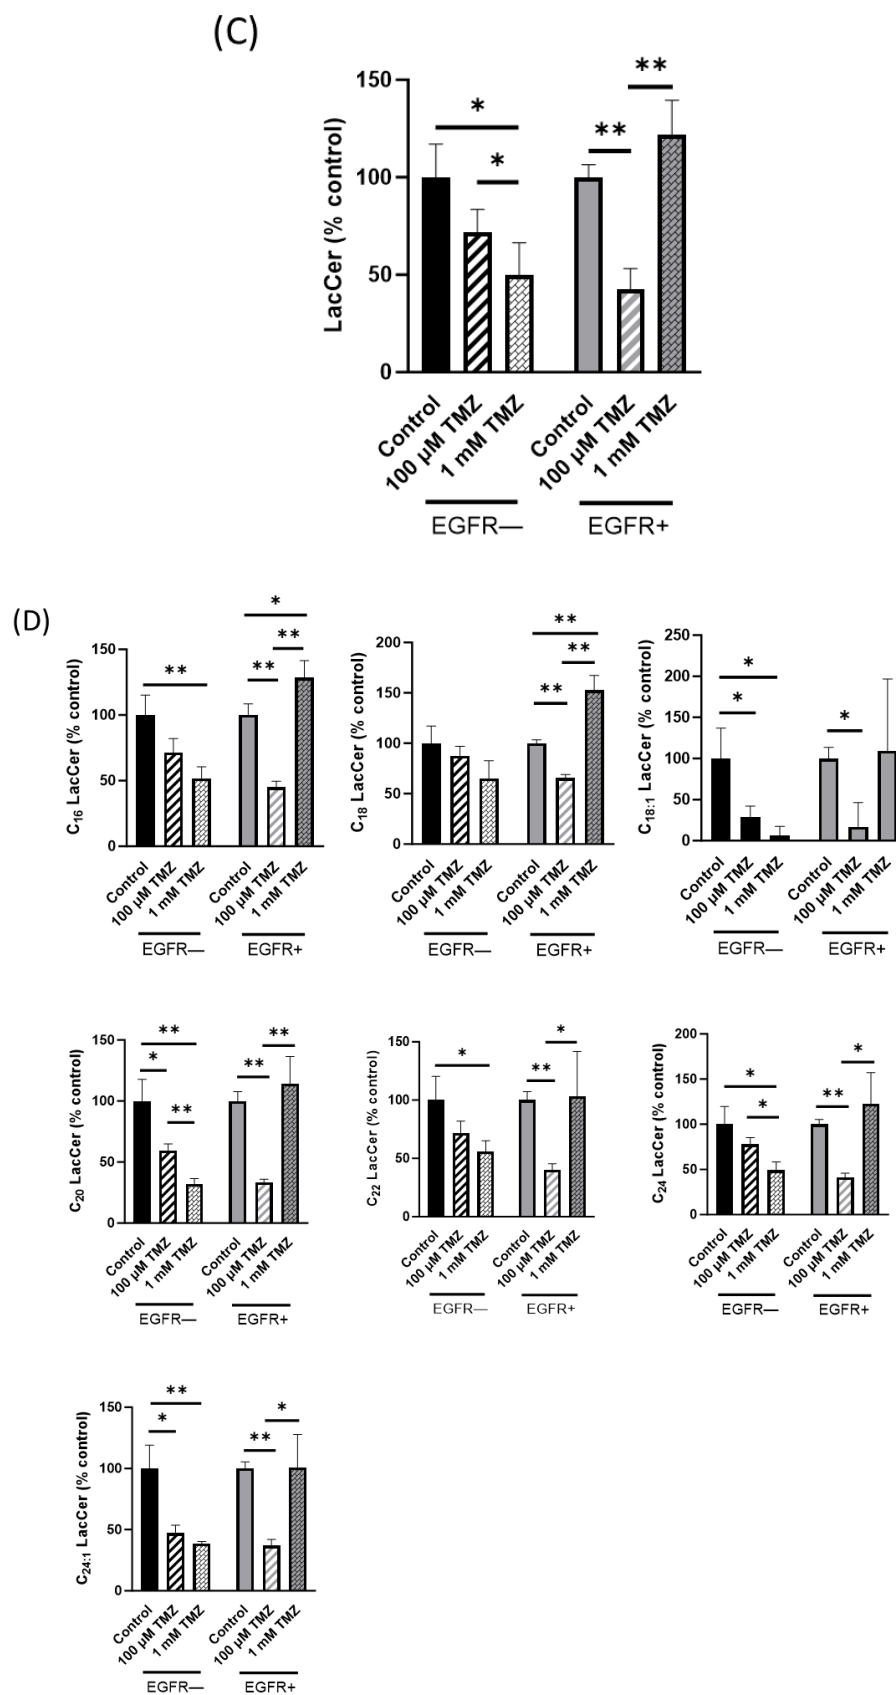 (C)
LacCer (% control)
150
100
50
0
* * ** **
Control 100 µM TMZ 1 mM TMZ Control 100 µM TMZ 1 mM TMZ
EGFR— EGFR+
(D)
C16 LacCer (% control)
150
100
50
0
** ** ** *
Control 100 µM TMZ 1 mM TMZ Control 100 µM TMZ 1 mM TMZ
EGFR— EGFR+
C18 LacCer (% control)
200
150
100
50
0
** ** **
Control 100 µM TMZ 1 mM TMZ Control 100 µM TMZ 1 mM TMZ
EGFR— EGFR+
C18:1 LacCer (% control)
250
200
150
100
50
0
* * *
Control 100 µM TMZ 1 mM TMZ Control 100 µM TMZ 1 mM TMZ
EGFR— EGFR+
C20 LacCer (% control)
150
100
50
0
** * ** ** **
Control 100 µM TMZ 1 mM TMZ Control 100 µM TMZ 1 mM TMZ
EGFR— EGFR+
C22 LacCer (% control)
150
100
50
0
* ** *
Control 100 µM TMZ 1 mM TMZ Control 100 µM TMZ 1 mM TMZ
EGFR— EGFR+
C24 LacCer (% control)
200
150
100
50
0
* * ** *
Control 100 µM TMZ 1 mM TMZ Control 100 µM TMZ 1 mM TMZ
EGFR— EGFR+
C24:1 LacCer (% control)
150
100
50
0
** * ** *
Control 100 µM TMZ 1 mM TMZ Control 100 µM TMZ 1 mM TMZ
EGFR— EGFR+